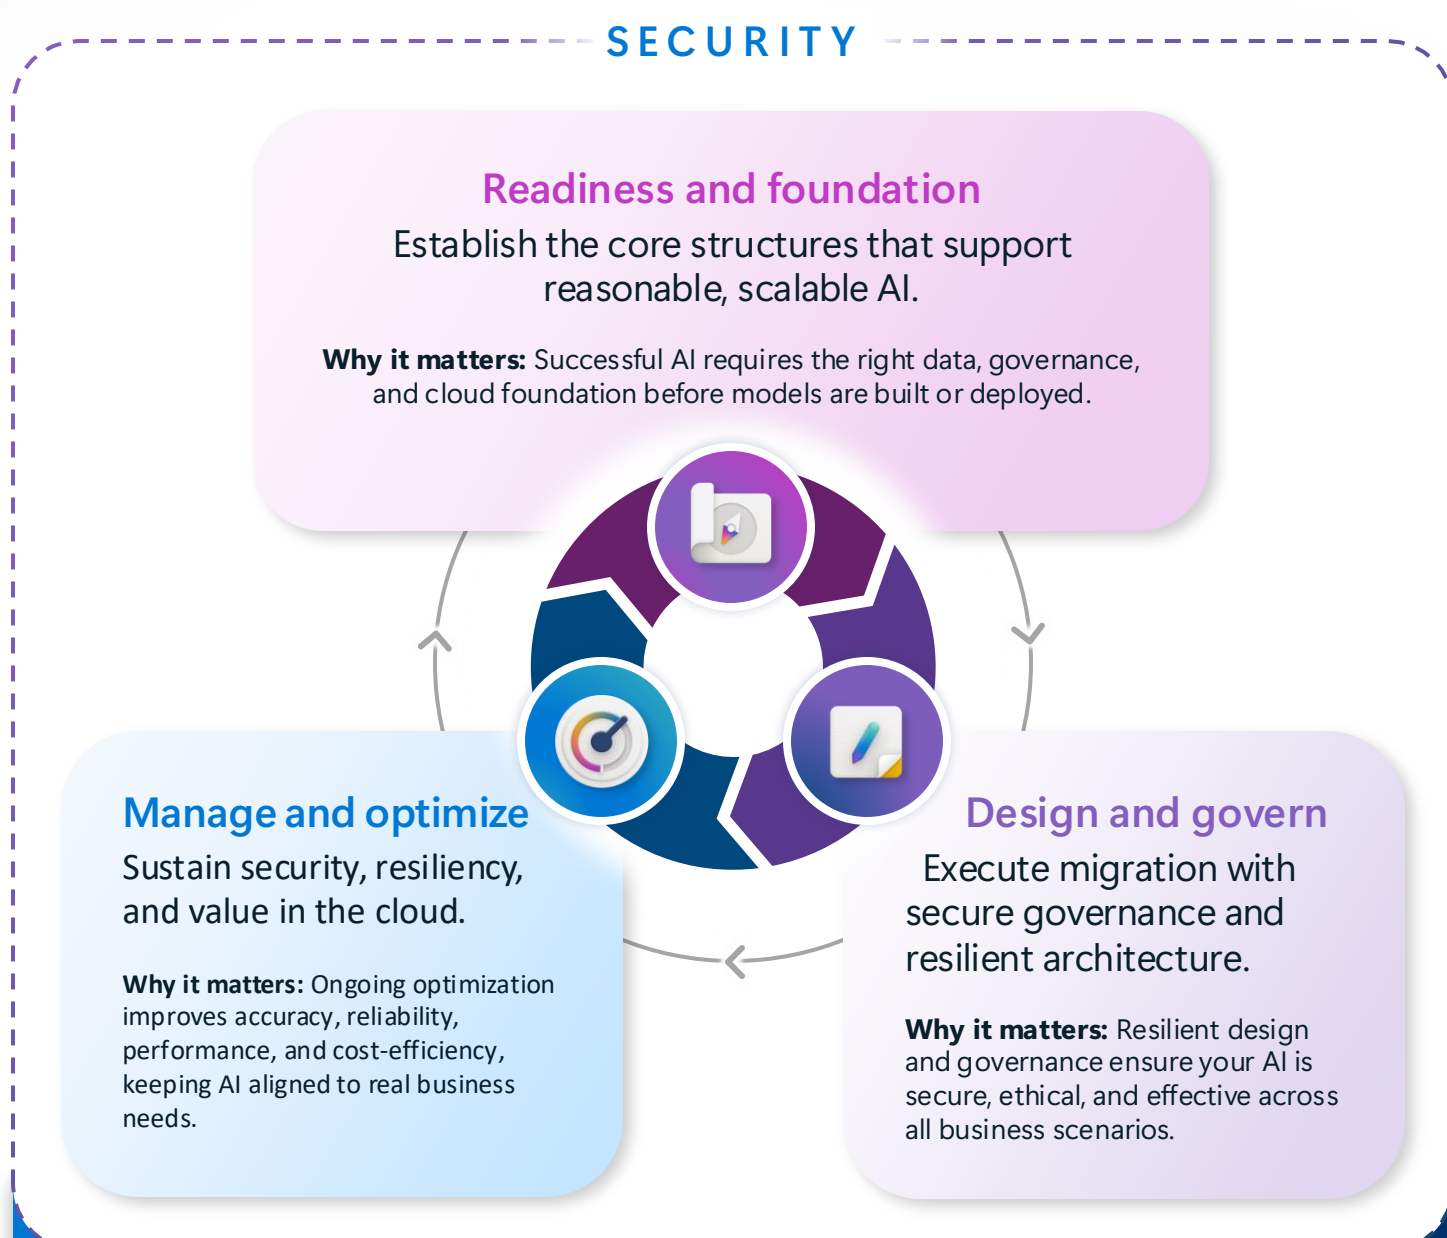 SECURITY
Readiness and foundation
Establish the core structures that support
reasonable, scalable AI.
Why it matters: Successful AI requires the right data, governance,
and cloud foundation before models are built or deployed.
Manage and optimize
Sustain security, resiliency,
and value in the cloud.
Why it matters: Ongoing optimization
improves accuracy, reliability,
performance, and cost-efficiency,
keeping AI aligned to real business
needs.
Design and govern
Execute migration with
secure governance and
resilient architecture.
Why it matters: Resilient design
and governance ensure your AI is
secure, ethical, and effective across
all business scenarios.